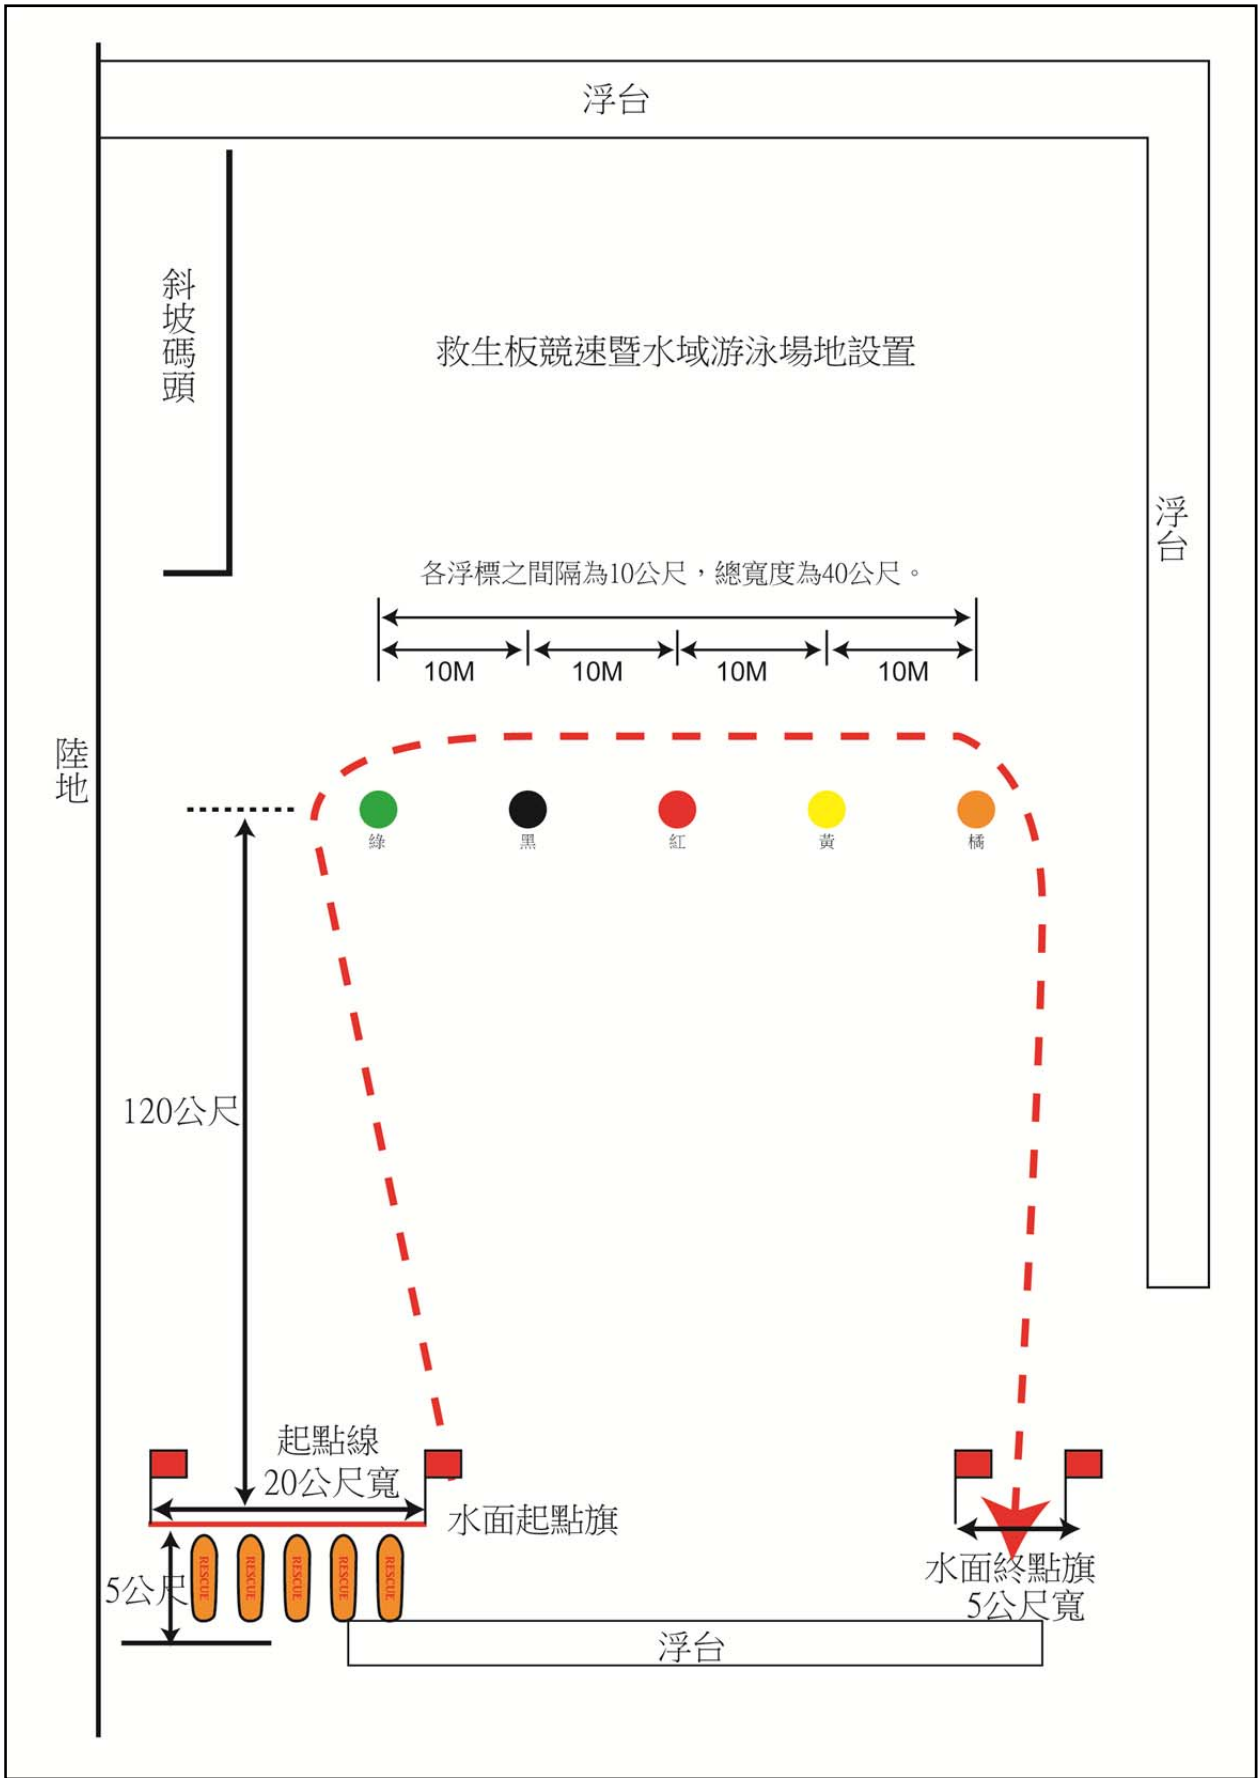 浮台
斜坡碼頭
救生板競速暨水域游泳場地設置
浮台
各浮標之間隔為10公尺，總寬度為40公尺。
10M 10M 10M 10M
陸地
綠 黑 紅 黃 橘
120公尺
起點線
20公尺寬
水面起點旗
5公尺
RESCUE RESCUE RESCUE RESCUE RESCUE
水面終點旗
5公尺寬
浮台